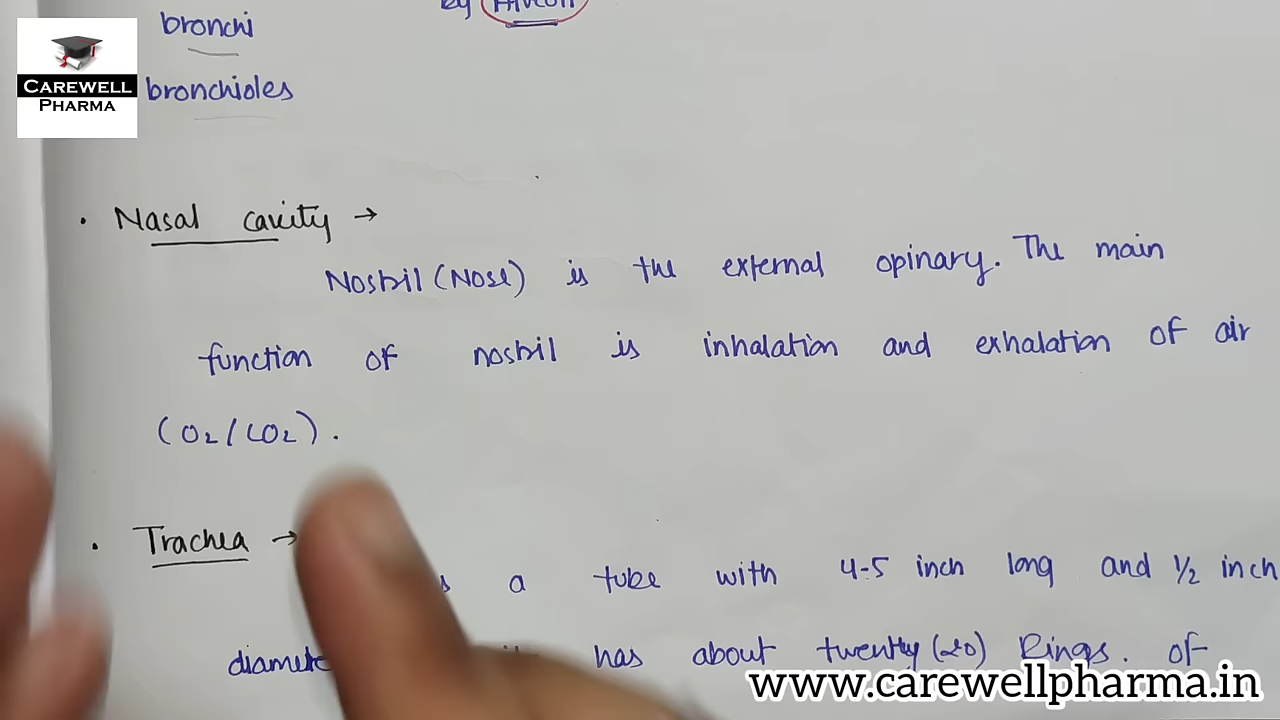 bronchi
by Alveoli
CAREWELL
PHARMA
bronchioles
• Nasal cavity →
Nostril (Nose) is the external opinary. The main
function of nostril is inhalation and exhalation of air
(O2/CO2).
• Trachea →
a tube with 4-5 inch long and 1/2 inch
has about twenty (20) Rings. of
www.carewellpharma.in